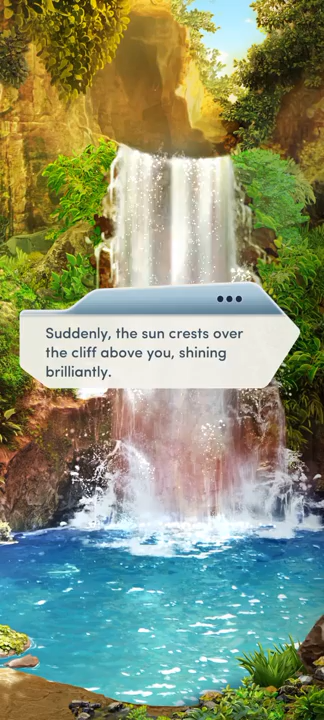 Suddenly, the sun crests over
the cliff above you, shining
brilliantly.